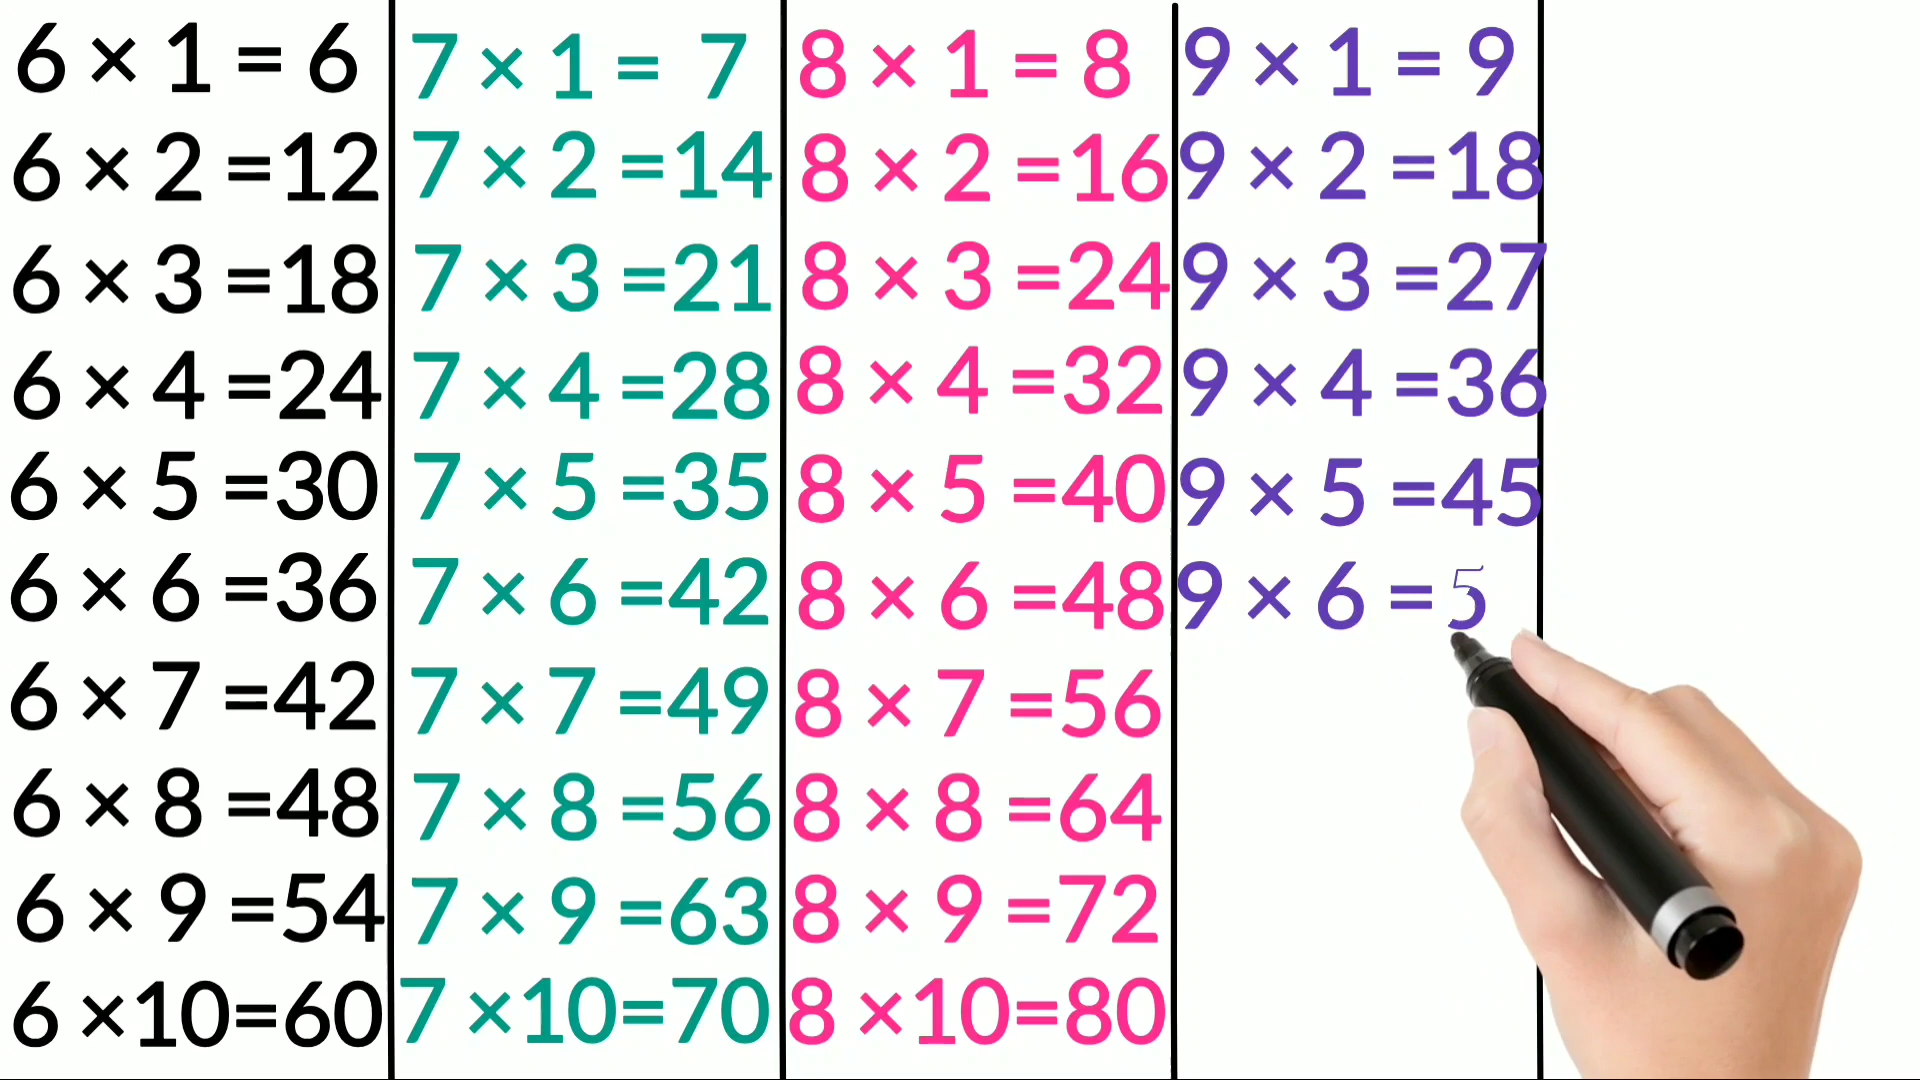 6 × 1 = 6
6 × 2 =12
6 × 3 =18
6 × 4 =24
6 × 5 =30
6 × 6 =36
6 × 7 =42
6 × 8 =48
6 × 9 =54
6 ×10=60
7 × 1 = 7
7 × 2 =14
7 × 3 =21
7 × 4 =28
7 × 5 =35
7 × 6 =42
7 × 7 =49
7 × 8 =56
7 × 9 =63
7 ×10=70
8 × 1 = 8
8 × 2 =16
8 × 3 =24
8 × 4 =32
8 × 5 =40
8 × 6 =48
8 × 7 =56
8 × 8 =64
8 × 9 =72
8 ×10=80
9 × 1 = 9
9 × 2 =18
9 × 3 =27
9 × 4 =36
9 × 5 =45
9 × 6 =5